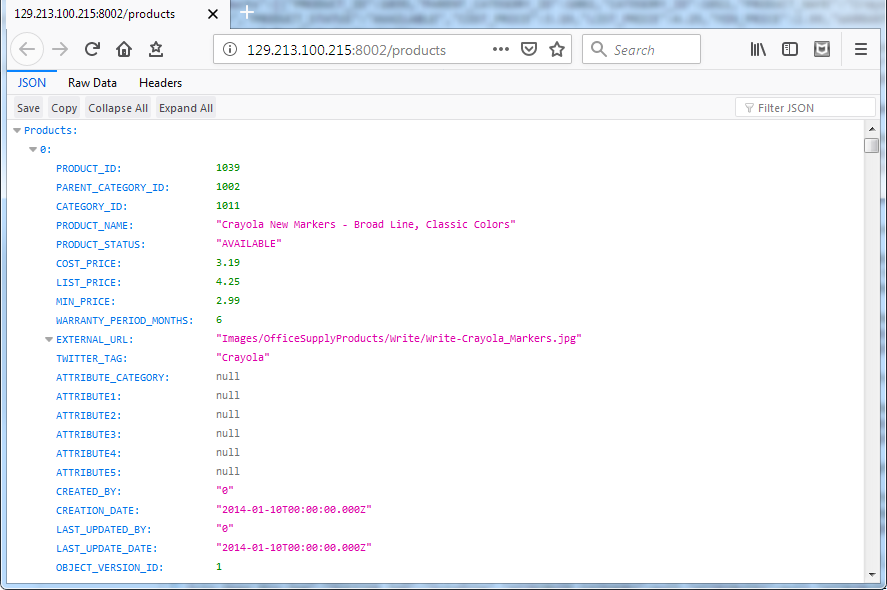 129.213.100.215:8002/products
129.213.100.215:8002/products
Search
JSON Raw Data Headers
Save Copy Collapse All Expand All Filter JSON
Products:
0:
PRODUCT_ID: 1039
PARENT_CATEGORY_ID: 1002
CATEGORY_ID: 1011
PRODUCT_NAME: "Crayola New Markers - Broad Line, Classic Colors"
PRODUCT_STATUS: "AVAILABLE"
COST_PRICE: 3.19
LIST_PRICE: 4.25
MIN_PRICE: 2.99
WARRANTY_PERIOD_MONTHS: 6
EXTERNAL_URL: "Images/OfficeSupplyProducts/Write/Write-Crayola_Markers.jpg"
TWITTER_TAG: "Crayola"
ATTRIBUTE_CATEGORY: null
ATTRIBUTE1: null
ATTRIBUTE2: null
ATTRIBUTE3: null
ATTRIBUTE4: null
ATTRIBUTE5: null
CREATED_BY: "0"
CREATION_DATE: "2014-01-10T00:00:00.000Z"
LAST_UPDATED_BY: "0"
LAST_UPDATE_DATE: "2014-01-10T00:00:00.000Z"
OBJECT_VERSION_ID: 1